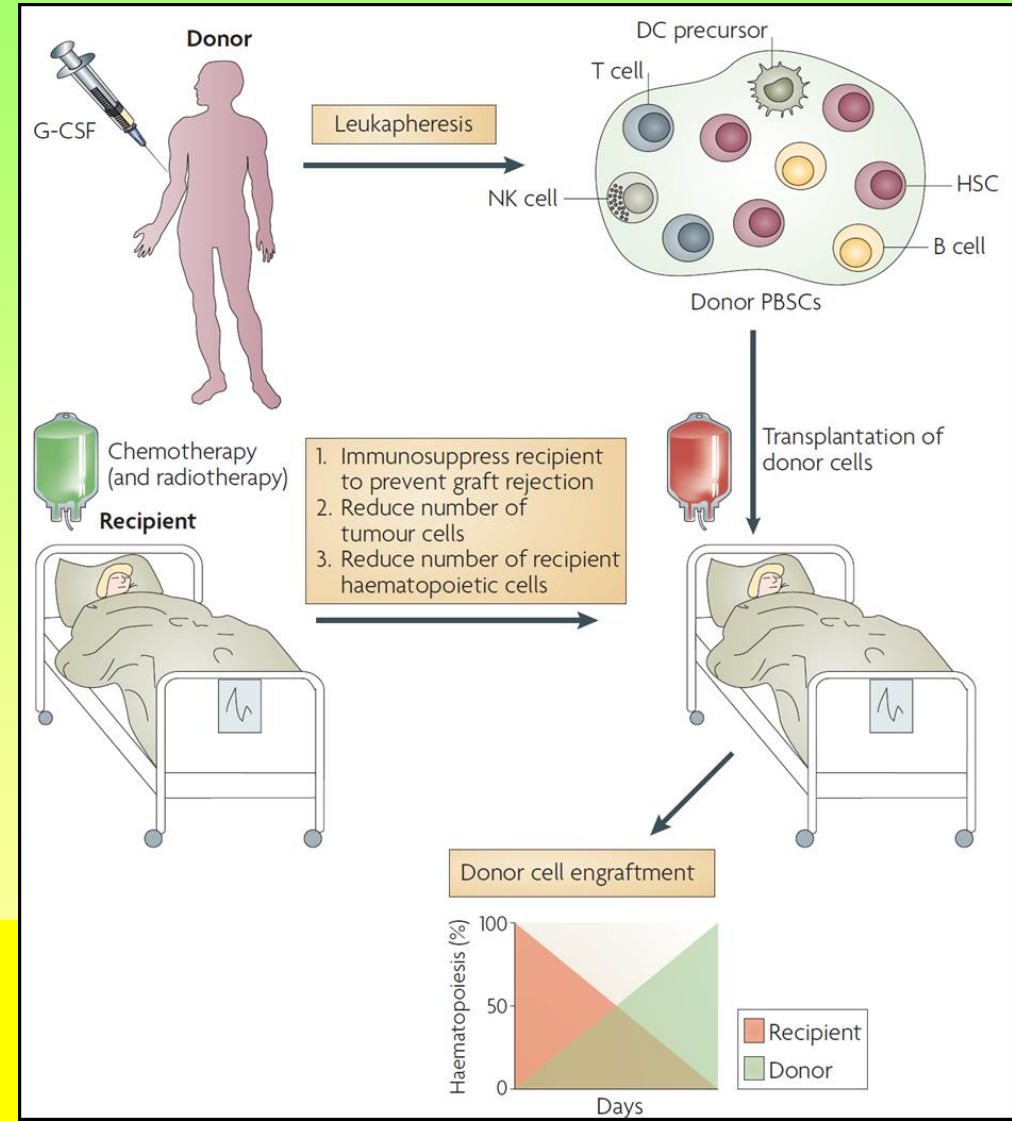 Donor
G-CSF
Leukapheresis
DC precursor
T cell
NK cell
HSC
B cell
Donor PBSCs
Chemotherapy
(and radiotherapy)
Recipient
1. Immunosuppress recipient
to prevent graft rejection
2. Reduce number of
tumour cells
3. Reduce number of recipient
haematopoietic cells
Transplantation of
donor cells
Donor cell engraftment
Haematopoiesis (%)
100
50
0
Days
Recipient
Donor